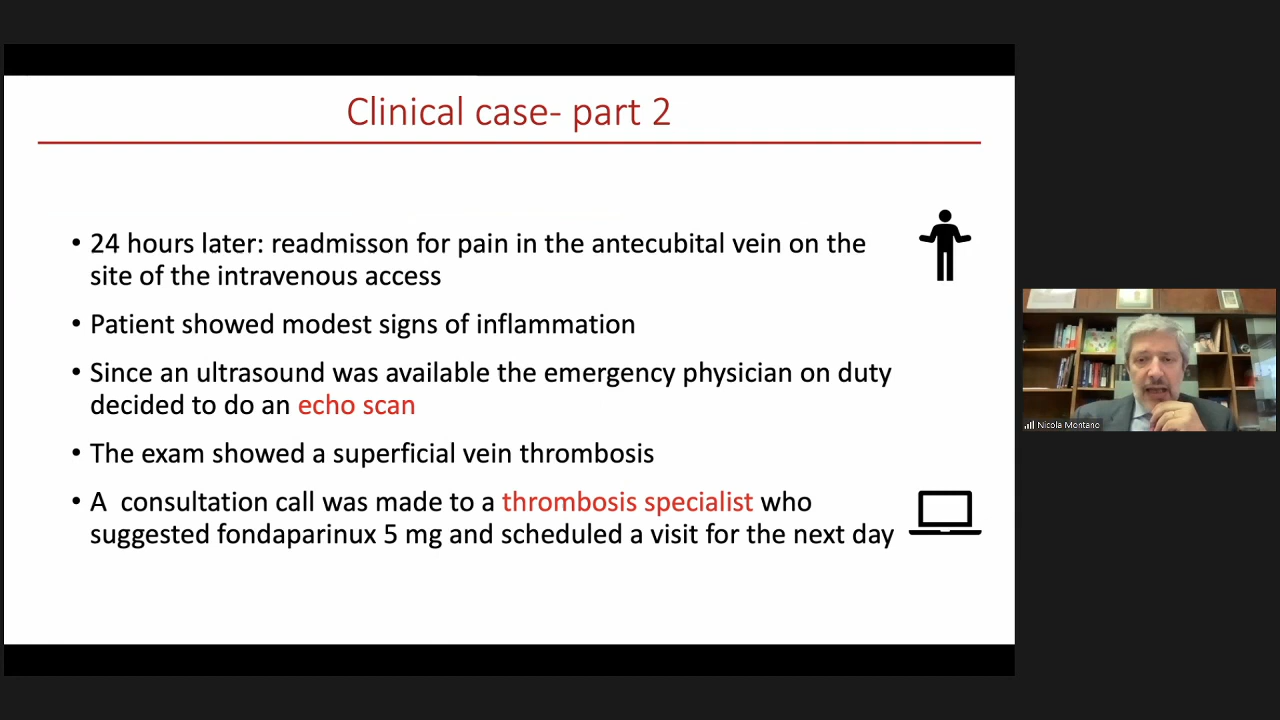 Clinical case- part 2
• 24 hours later: readmisson for pain in the antecubital vein on the
site of the intravenous access
• Patient showed modest signs of inflammation
• Since an ultrasound was available the emergency physician on duty
decided to do an echo scan
• The exam showed a superficial vein thrombosis
• A  consultation call was made to a thrombosis specialist who
suggested fondaparinux 5 mg and scheduled a visit for the next day
Nicola Montano